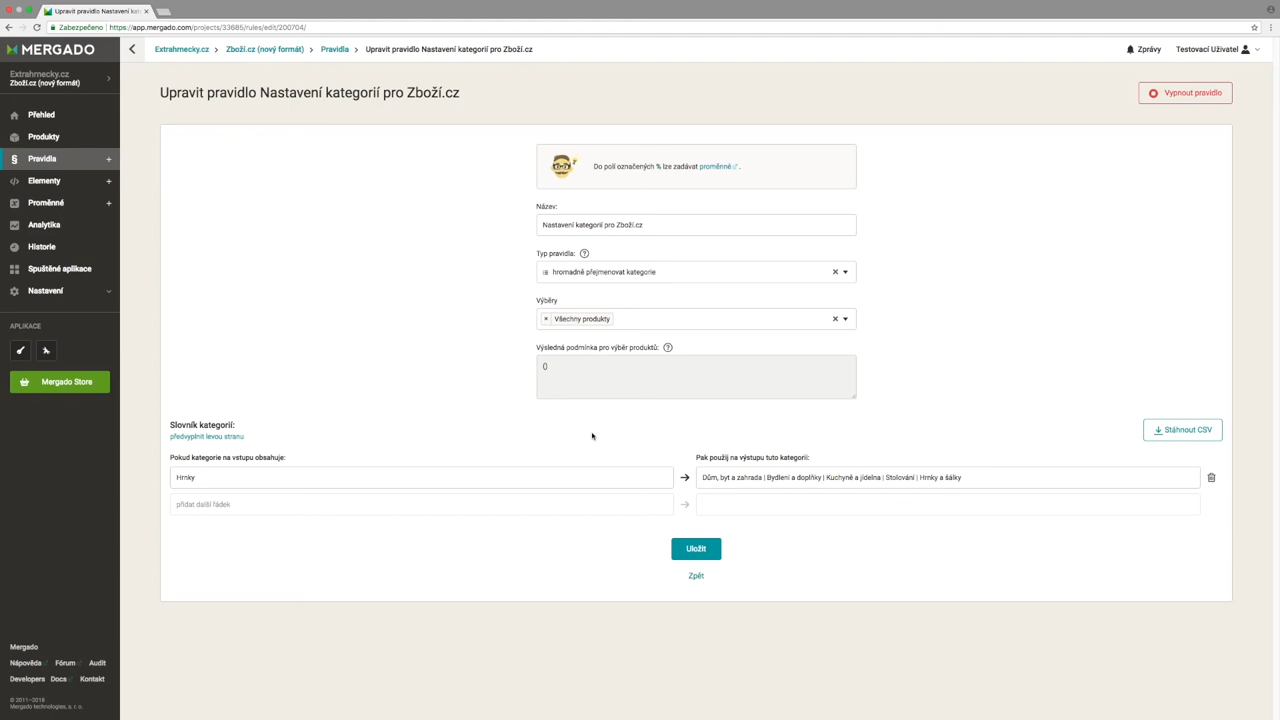 Upravit pravidlo Nastavení ka
Zabezpečeno | https://app.mergado.com/projects/33685/rules/edit/200704/
MERGADO
Extrahrnecky.cz > Zboží.cz (nový formát) > Pravidla > Upravit pravidlo Nastavení kategorií pro Zboží.cz
Zprávy
Testovací Uživatel
Extrahrnecky.cz
Zboží.cz (nový formát)
Přehled
Produkty
Pravidla +
Elementy +
Proměnné +
Analytika
Historie
Spuštěné aplikace
Nastavení
APLIKACE
Mergado Store
Upravit pravidlo Nastavení kategorií pro Zboží.cz
Vypnout pravidlo
Do polí označených % lze zadávat proměnné.
Název:
Nastavení kategorií pro Zboží.cz
Typ pravidla: ?
hromadně přejmenovat kategorie
Výběry
× Všechny produkty
Výsledná podmínka pro výběr produktů: ?
()
Slovník kategorií:
předvyplnit levou stranu
Stáhnout CSV
Pokud kategorie na vstupu obsahuje:
Pak použij na výstupu tuto kategorii:
Hrnky
Dům, byt a zahrada | Bydlení a doplňky | Kuchyně a jídelna | Stolování | Hrnky a šálky
přidat další řádek
Uložit
Zpět
Mergado
Nápověda Fórum Audit
Developers Docs Kontakt
© 2011–2018
Mergado technologies, s. r. o.